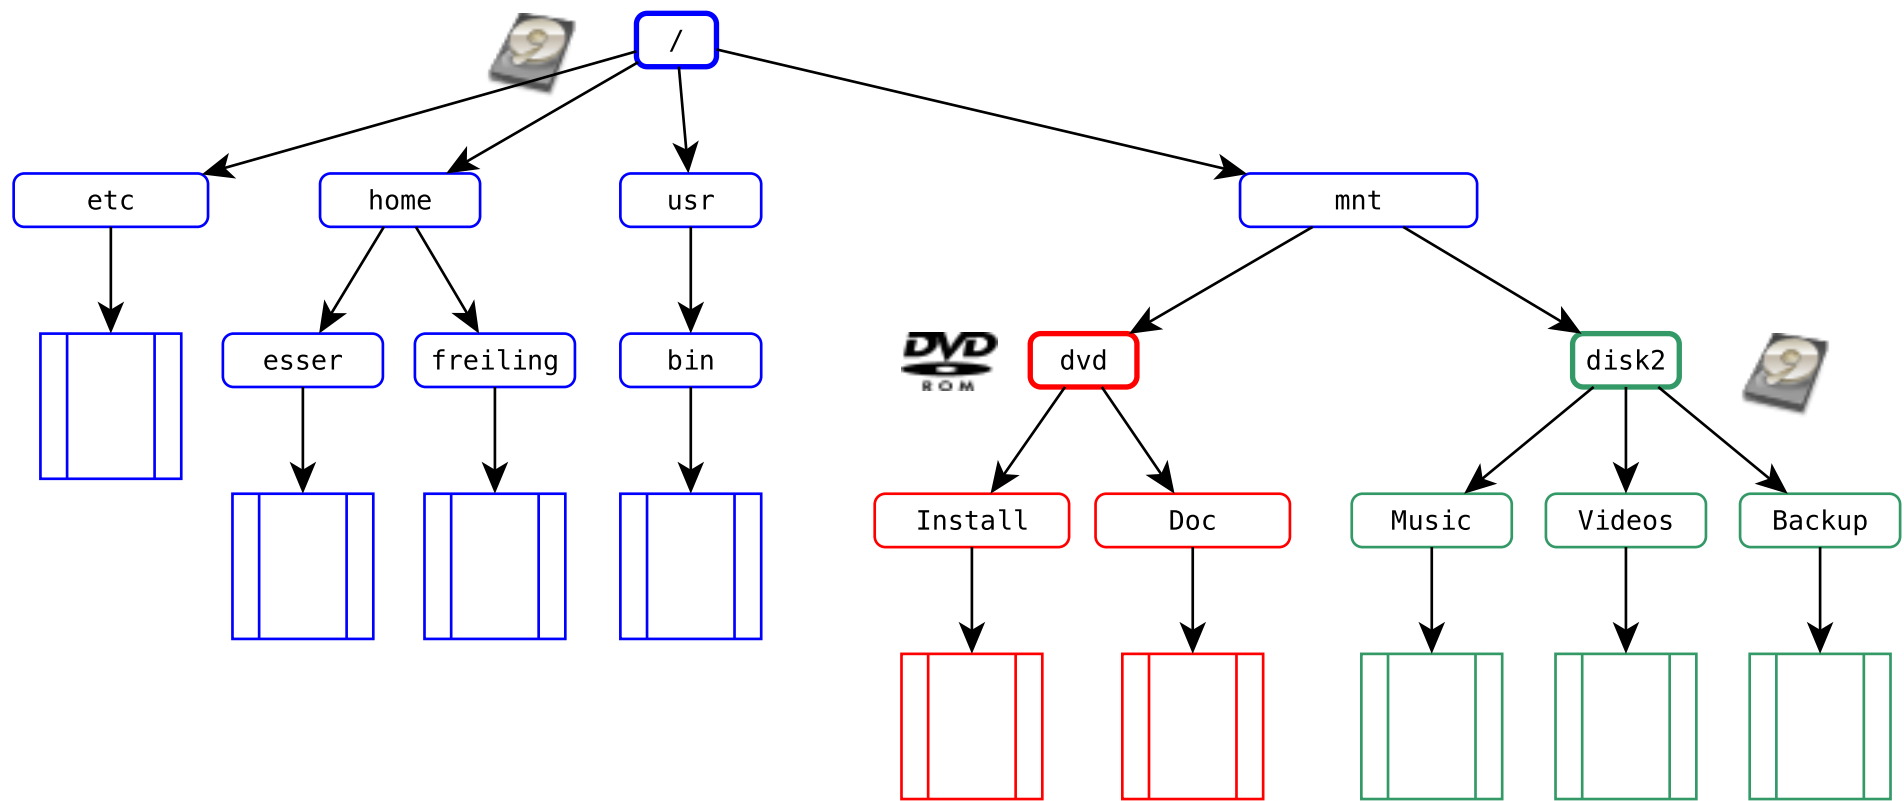 /
etc
home
usr
mnt
esser
freiling
bin
DVD
ROM
dvd
disk2
Install
Doc
Music
Videos
Backup